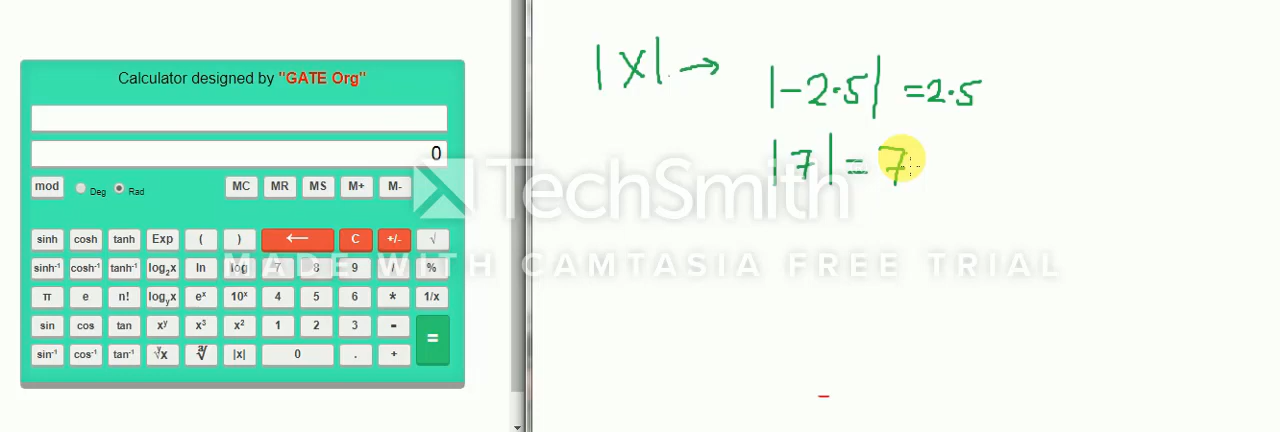 Calculator designed by "GATE Org"
0
mod Deg Rad MC MR MS M+ M-
sinh cosh tanh Exp ( ) ← C +/- √
sinh⁻¹ cosh⁻¹ tanh⁻¹ log₂x ln log 7 8 9 / %
π e n! logᵧx eˣ 10ˣ 4 5 6 * 1/x
sin cos tan xʸ x³ x² 1 2 3 - =
sin⁻¹ cos⁻¹ tan⁻¹ ʸ√x ∛ |x| 0 . +
|x| → |-2.5| = 2.5
|7| = 7
TechSmith
MADE WITH CAMTASIA FREE TRIAL